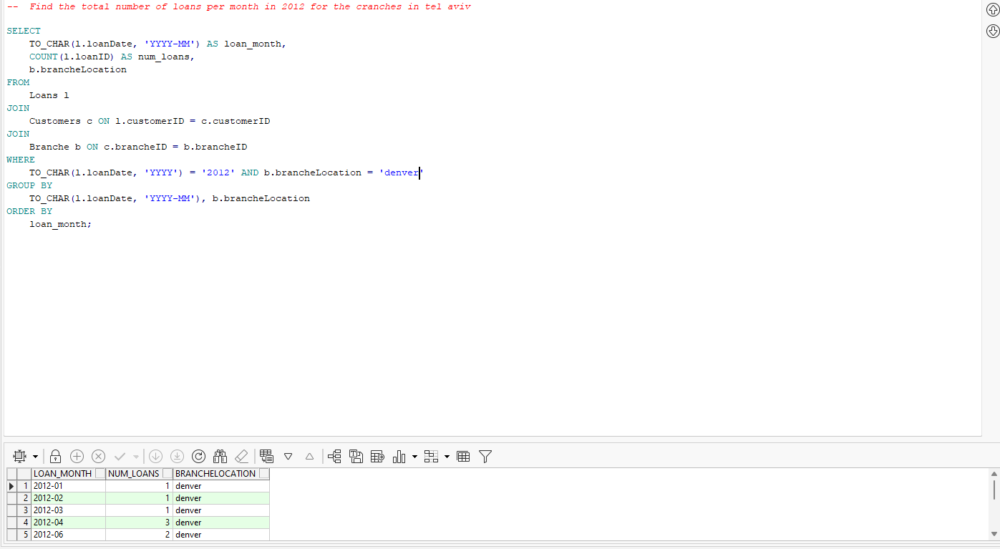 --  Find the total number of loans per month in 2012 for the cranches in tel aviv
SELECT
TO_CHAR(l.loanDate, 'YYYY-MM') AS loan_month,
COUNT(l.loanID) AS num_loans,
b.brancheLocation
FROM
Loans l
JOIN
Customers c ON l.customerID = c.customerID
JOIN
Branche b ON c.brancheID = b.brancheID
WHERE
TO_CHAR(l.loanDate, 'YYYY') = '2012' AND b.brancheLocation = 'denver'
GROUP BY
TO_CHAR(l.loanDate, 'YYYY-MM'), b.brancheLocation
ORDER BY
loan_month;
LOAN_MONTH NUM_LOANS BRANCHELOCATION
1 2012-01 1 denver
2 2012-02 1 denver
3 2012-03 1 denver
4 2012-04 3 denver
5 2012-06 2 denver